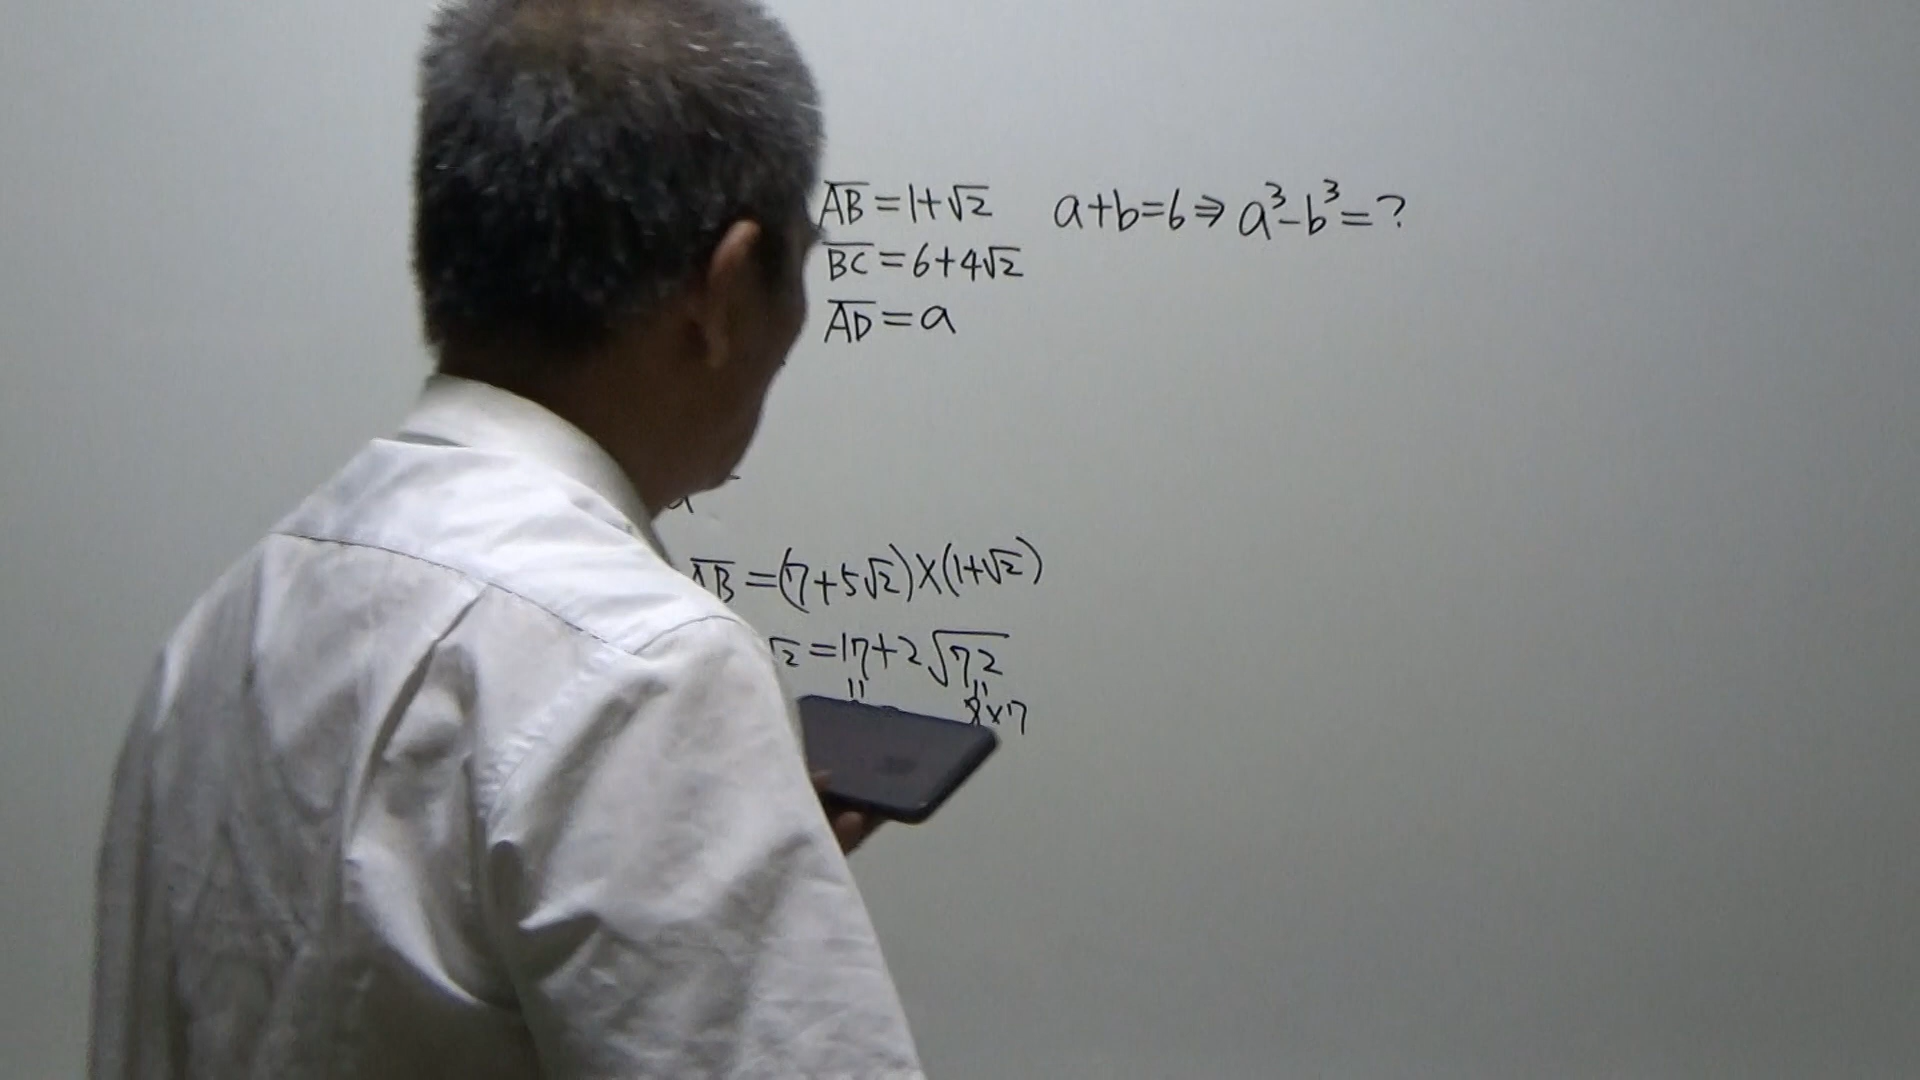 AB = 1+√2 a+b=6 ⇒ a³-b³=?
BC = 6+4√2
AD = a
a
AB = (7+5√2)×(1+√2)
√2 = 17+2√72